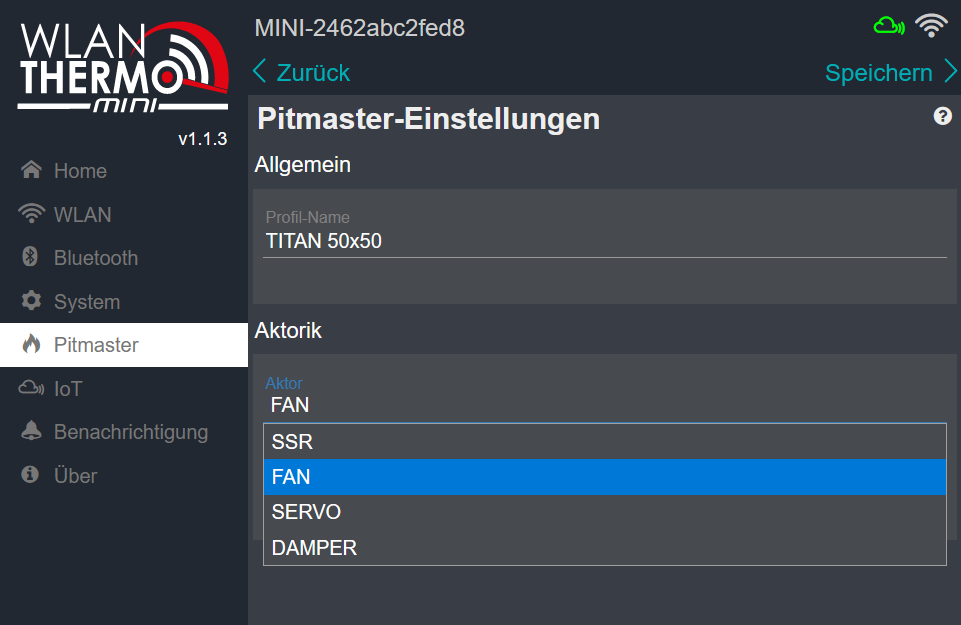 WLAN
THERMO
MINI
v1.1.3
Home
WLAN
Bluetooth
System
Pitmaster
IoT
Benachrichtigung
Über
MINI-2462abc2fed8
Zurück
Speichern
Pitmaster-Einstellungen
?
Allgemein
Profil-Name
TITAN 50x50
Aktorik
Aktor
FAN
SSR
FAN
SERVO
DAMPER